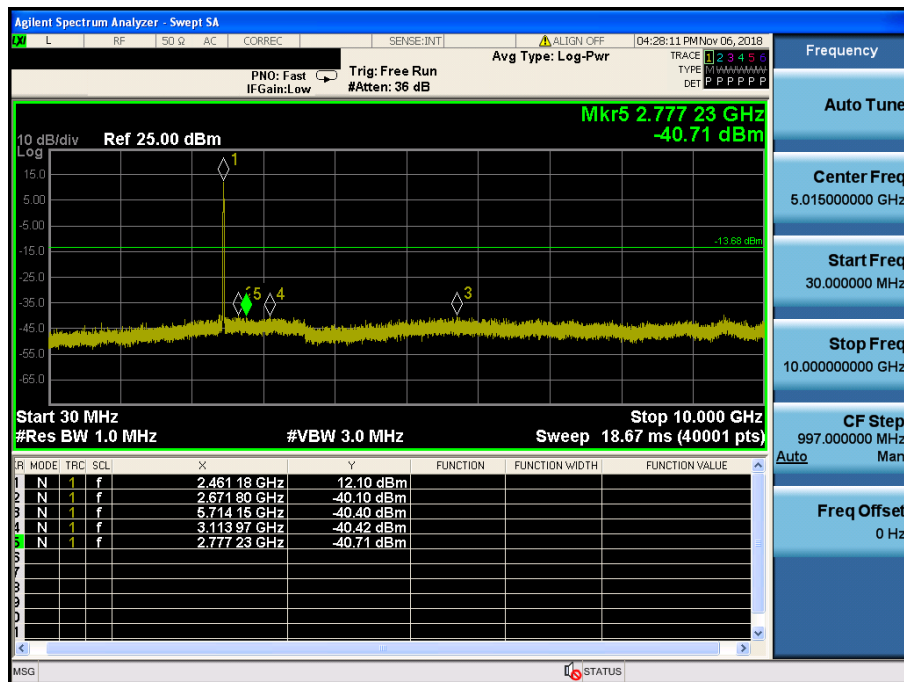 Agilent Spectrum Analyzer - Swept SA
LXI L RF 50 Ω AC CORREC SENSE:INT ALIGN OFF 04:28:11 PM Nov 06, 2018
Avg Type: Log-Pwr
TRACE 1 2 3 4 5 6
TYPE M WWWWW
DET P P P P P P
PNO: Fast
IFGain:Low
Trig: Free Run
#Atten: 36 dB
Frequency
Auto Tune
Center Freq
5.015000000 GHz
Start Freq
30.000000 MHz
Stop Freq
10.000000000 GHz
CF Step
997.000000 MHz
Auto Man
Freq Offset
0 Hz
Mkr5 2.777 23 GHz
-40.71 dBm
10 dB/div Ref 25.00 dBm
Log
15.0
5.00
-5.00
-15.0
-25.0
-35.0
-45.0
-55.0
-65.0
1
5
4
3
-13.68 dBm
Start 30 MHz Stop 10.000 GHz
#Res BW 1.0 MHz #VBW 3.0 MHz Sweep 18.67 ms (40001 pts)
MODE TRC SCL X Y FUNCTION FUNCTION WIDTH FUNCTION VALUE
1 N 1 f 2.461 18 GHz 12.10 dBm
2 N 1 f 2.671 80 GHz -40.10 dBm
3 N 1 f 5.714 15 GHz -40.40 dBm
4 N 1 f 3.113 97 GHz -40.42 dBm
5 N 1 f 2.777 23 GHz -40.71 dBm
6
7
8
9
0
1
MSG STATUS